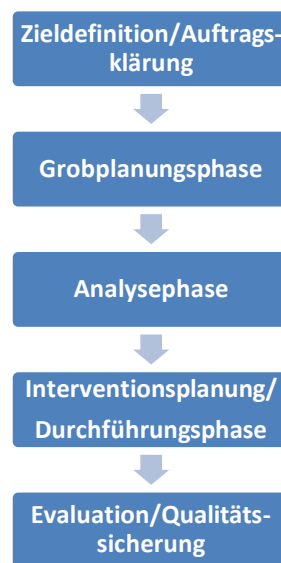 Zieldefinition/Auftrags-
klärung
Grobplanungsphase
Analysephase
Interventionsplanung/
Durchführungsphase
Evaluation/Qualitäts-
sicherung